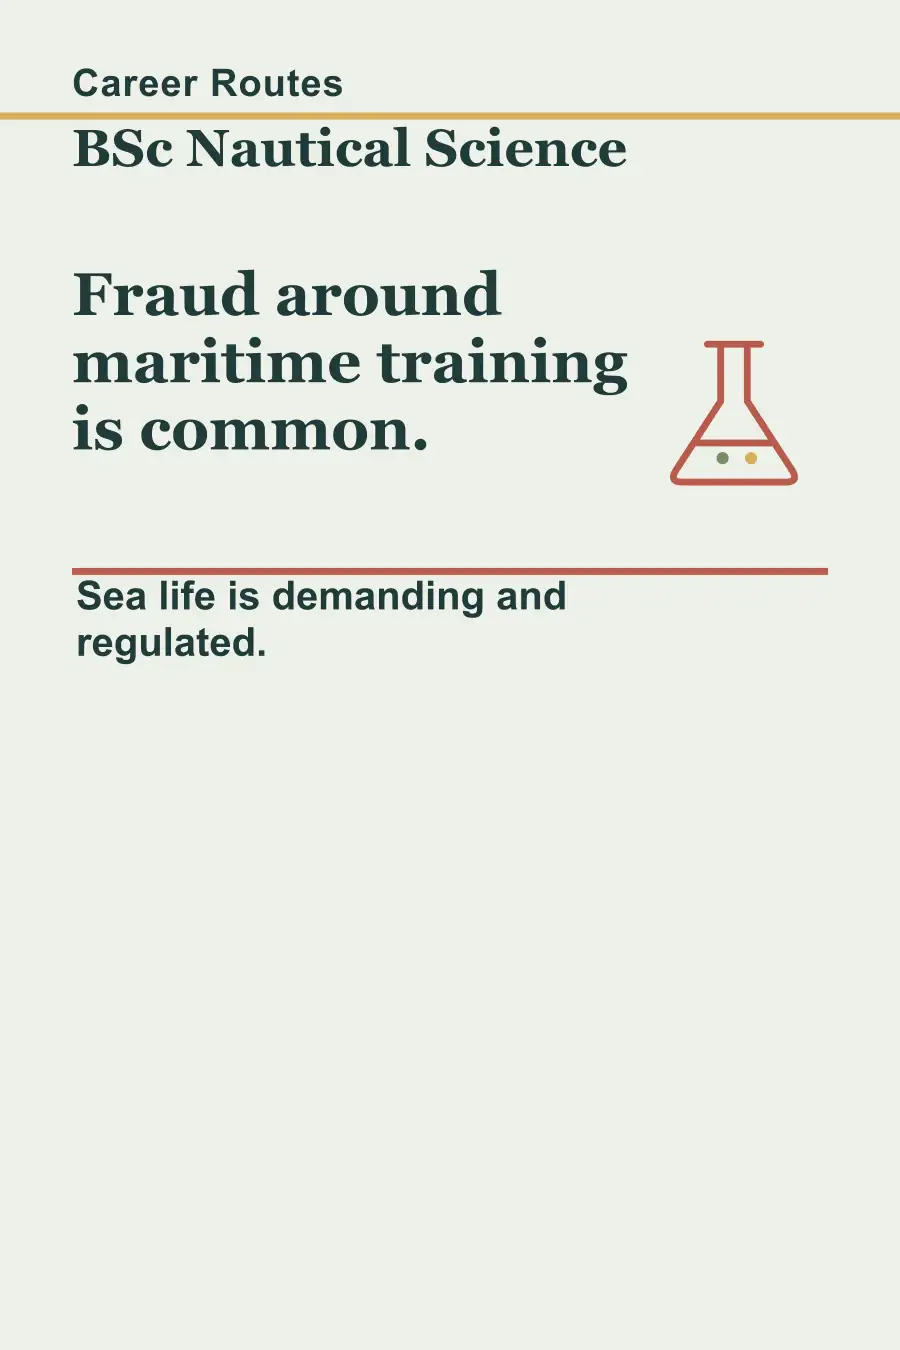 Career Routes
BSc Nautical Science
Fraud around
maritime training
is common.
Sea life is demanding and
regulated.